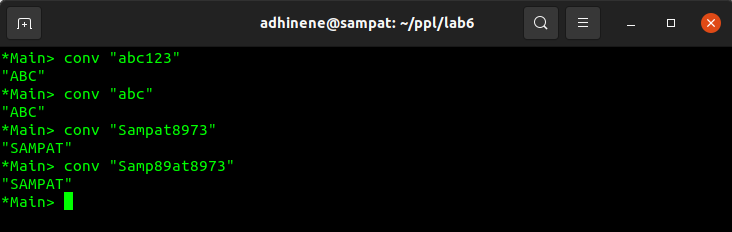 adhinene@sampat: ~/ppl/lab6
*Main> conv "abc123"
"ABC"
*Main> conv "abc"
"ABC"
*Main> conv "Sampat8973"
"SAMPAT"
*Main> conv "Samp89at8973"
"SAMPAT"
*Main>